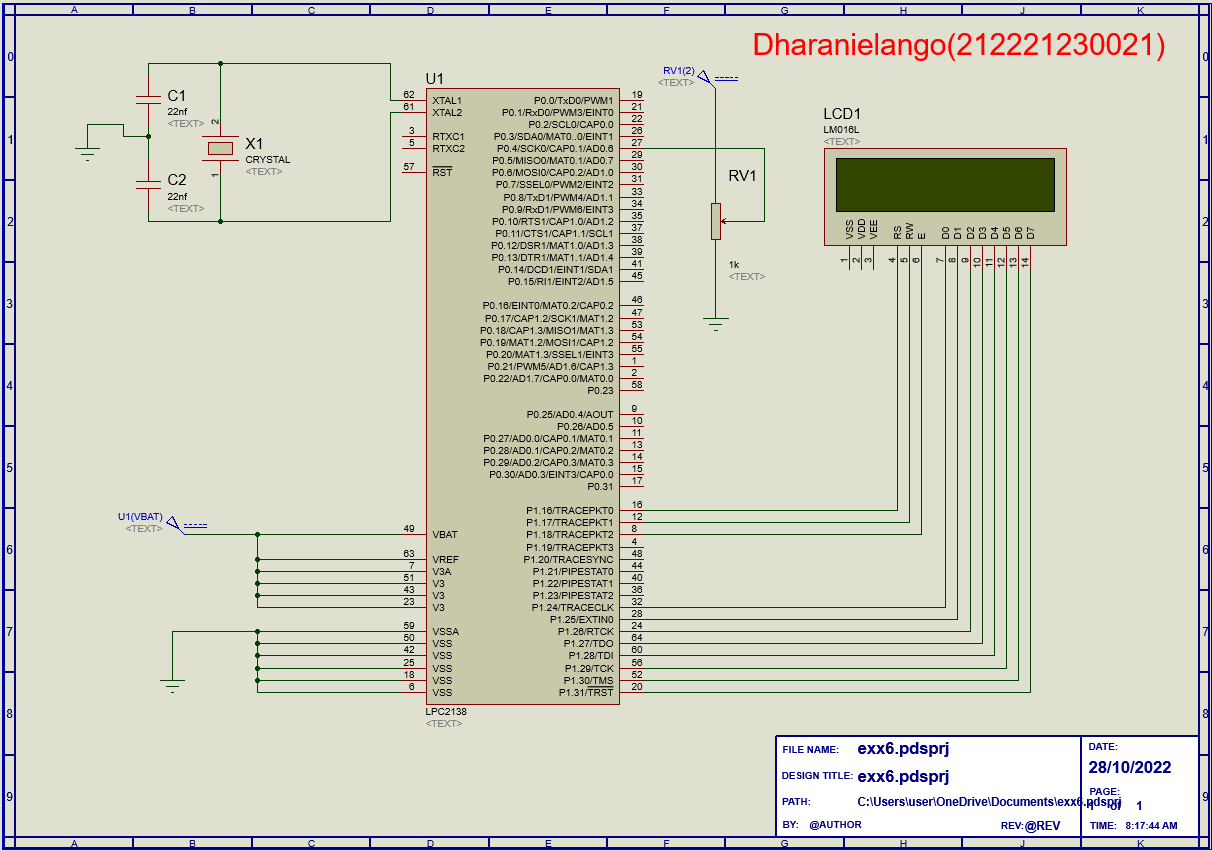 A B C D E F G H J K
Dharanielango(212221230021)
0 0
1 1
2 2
3 3
4 4
5 5
6 6
7 7
8 8
9 9
C1
22nf
<TEXT>
C2
22nf
<TEXT>
2
X1
CRYSTAL
<TEXT>
1
U1
62 XTAL1
61 XTAL2
3 RTXC1
5 RTXC2
57 RST
U1(VBAT)
<TEXT>
49 VBAT
63 VREF
7 V3A
51 V3
43 V3
23 V3
59 VSSA
50 VSS
42 VSS
25 VSS
18 VSS
6 VSS
P0.0/TxD0/PWM1 19
P0.1/RxD0/PWM3/EINT0 21
P0.2/SCL0/CAP0.0 22
P0.3/SDA0/MAT0..0/EINT1 26
P0.4/SCK0/CAP0.1/AD0.6 27
P0.5/MISO0/MAT0.1/AD0.7 29
P0.6/MOSI0/CAP0.2/AD1.0 30
P0.7/SSEL0/PWM2/EINT2 31
P0.8/TxD1/PWM4/AD1.1 33
P0.9/RxD1/PWM6/EINT3 34
P0.10/RTS1/CAP1.0/AD1.2 35
P0.11/CTS1/CAP1.1/SCL1 37
P0.12/DSR1/MAT1.0/AD1.3 38
P0.13/DTR1/MAT1.1/AD1.4 39
P0.14/DCD1/EINT1/SDA1 41
P0.15/RI1/EINT2/AD1.5 45
P0.16/EINT0/MAT0.2/CAP0.2 46
P0.17/CAP1.2/SCK1/MAT1.2 47
P0.18/CAP1.3/MISO1/MAT1.3 53
P0.19/MAT1.2/MOSI1/CAP1.2 54
P0.20/MAT1.3/SSEL1/EINT3 55
P0.21/PWM5/AD1.6/CAP1.3 1
P0.22/AD1.7/CAP0.0/MAT0.0 2
P0.23 58
P0.25/AD0.4/AOUT 9
P0.26/AD0.5 10
P0.27/AD0.0/CAP0.1/MAT0.1 11
P0.28/AD0.1/CAP0.2/MAT0.2 13
P0.29/AD0.2/CAP0.3/MAT0.3 14
P0.30/AD0.3/EINT3/CAP0.0 15
P0.31 17
P1.16/TRACEPKT0 16
P1.17/TRACEPKT1 12
P1.18/TRACEPKT2 8
P1.19/TRACEPKT3 4
P1.20/TRACESYNC 48
P1.21/PIPESTAT0 44
P1.22/PIPESTAT1 40
P1.23/PIPESTAT2 36
P1.24/TRACECLK 32
P1.25/EXTIN0 28
P1.26/RTCK 24
P1.27/TDO 64
P1.28/TDI 60
P1.29/TCK 56
P1.30/TMS 52
P1.31/TRST 20
LPC2138
<TEXT>
RV1(2)
<TEXT>
RV1
1k
<TEXT>
LCD1
LM016L
<TEXT>
VSS VDD VEE RS RW E D0 D1 D2 D3 D4 D5 D6 D7
1 2 3 4 5 6 7 8 9 10 11 12 13 14
FILE NAME: exx6.pdsprj
DESIGN TITLE: exx6.pdsprj
PATH: C:\Users\user\OneDrive\Documents\exx6.pdsprj
BY: @AUTHOR REV:@REV
DATE:
28/10/2022
PAGE:
1 of 1
TIME: 8:17:44 AM
A B C D E F G H J K